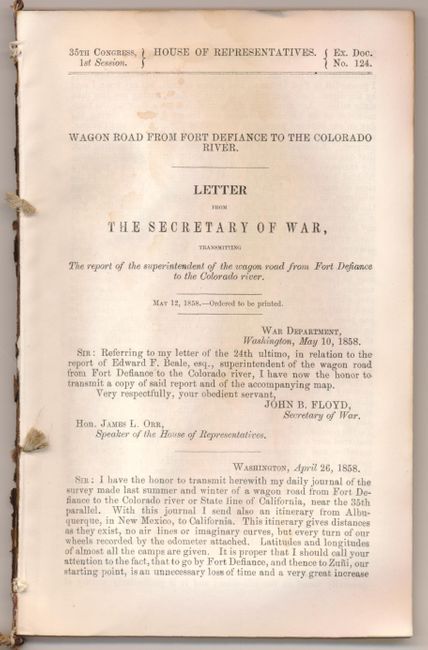 35TH CONGRESS, } HOUSE OF REPRESENTATIVES. { Ex. Doc.
1st Session. } { No. 124.
WAGON ROAD FROM FORT DEFIANCE TO THE COLORADO
RIVER.
LETTER
FROM
THE SECRETARY OF WAR,
TRANSMITTING
The report of the superintendent of the wagon road from Fort Defiance
to the Colorado river.
MAY 12, 1858.—Ordered to be printed.
WAR DEPARTMENT,
Washington, May 10, 1858.
SIR: Referring to my letter of the 24th ultimo, in relation to the
report of Edward F. Beale, esq., superintendent of the wagon road
from Fort Defiance to the Colorado river, I have now the honor to
transmit a copy of said report and of the accompanying map.
Very respectfully, your obedient servant,
JOHN B. FLOYD,
Secretary of War.
Hon. JAMES L. ORR,
Speaker of the House of Representatives.
WASHINGTON, April 26, 1858.
SIR: I have the honor to transmit herewith my daily journal of the
survey made last summer and winter of a wagon road from Fort De-
fiance to the Colorado river or State line of California, near the 35th
parallel. With this journal I send also an itinerary from Albu-
querque, in New Mexico, to California. This itinerary gives distances
as they exist, no air lines or imaginary curves, but every turn of our
wheels recorded by the odometer attached. Latitudes and longitudes
of almost all the camps are given. It is proper that I should call your
attention to the fact, that to go by Fort Defiance, and thence to Zuñi, our
starting point, is an unnecessary loss of time and a very great increase